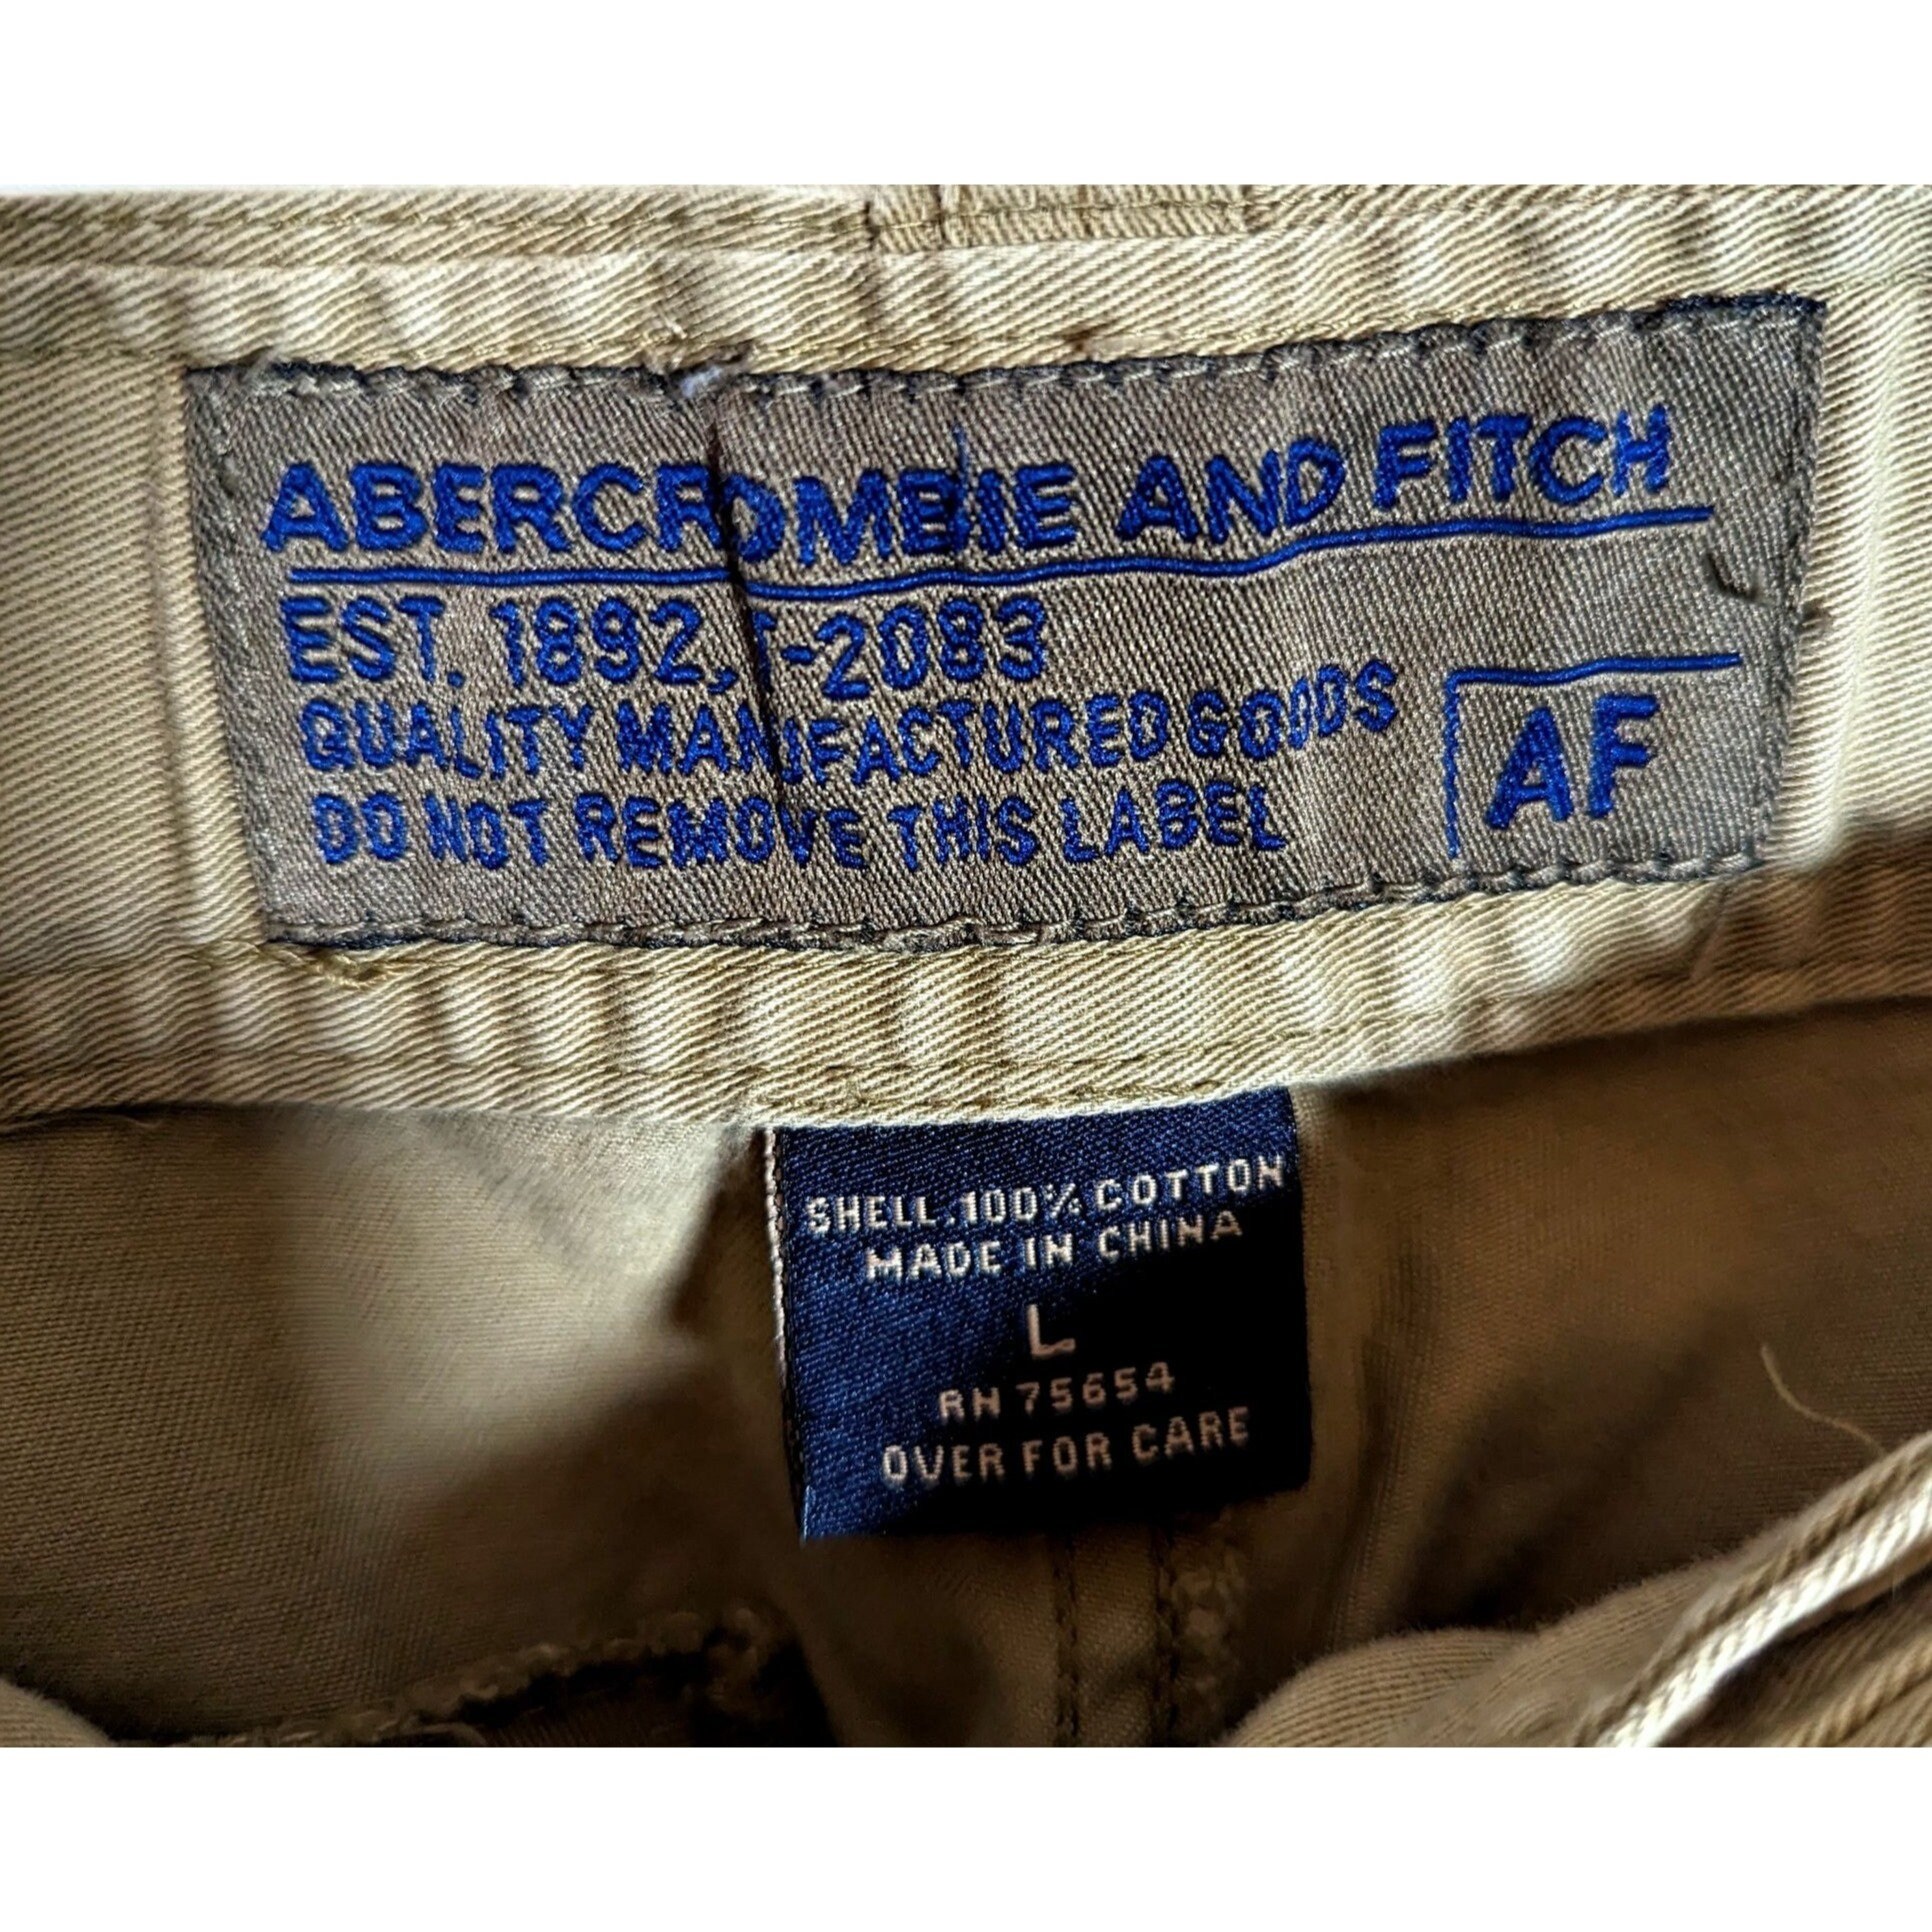 ABERCROMBIE AND FITCH
EST. 1892, -2083
QUALITY MANUFACTURED GOODS
DO NOT REMOVE THIS LABEL
AF
SHELL.100% COTTON
MADE IN CHINA
L
RN 75654
OVER FOR CARE